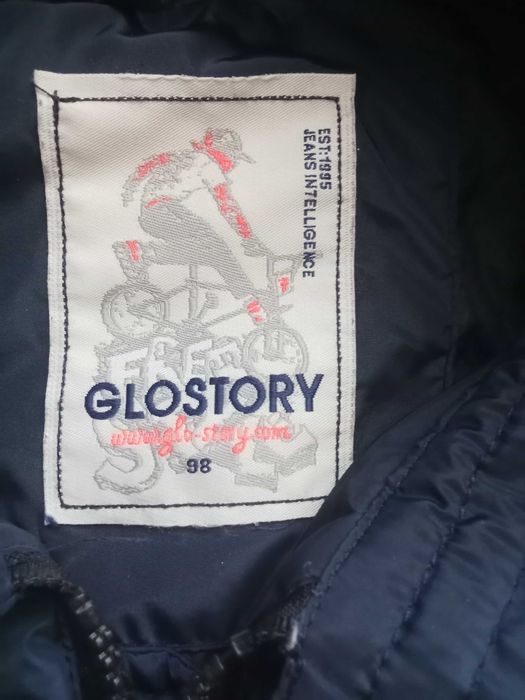 EST:1995
JEANS INTELLIGENCE
GLOSTORY
www.glo-story.com
98